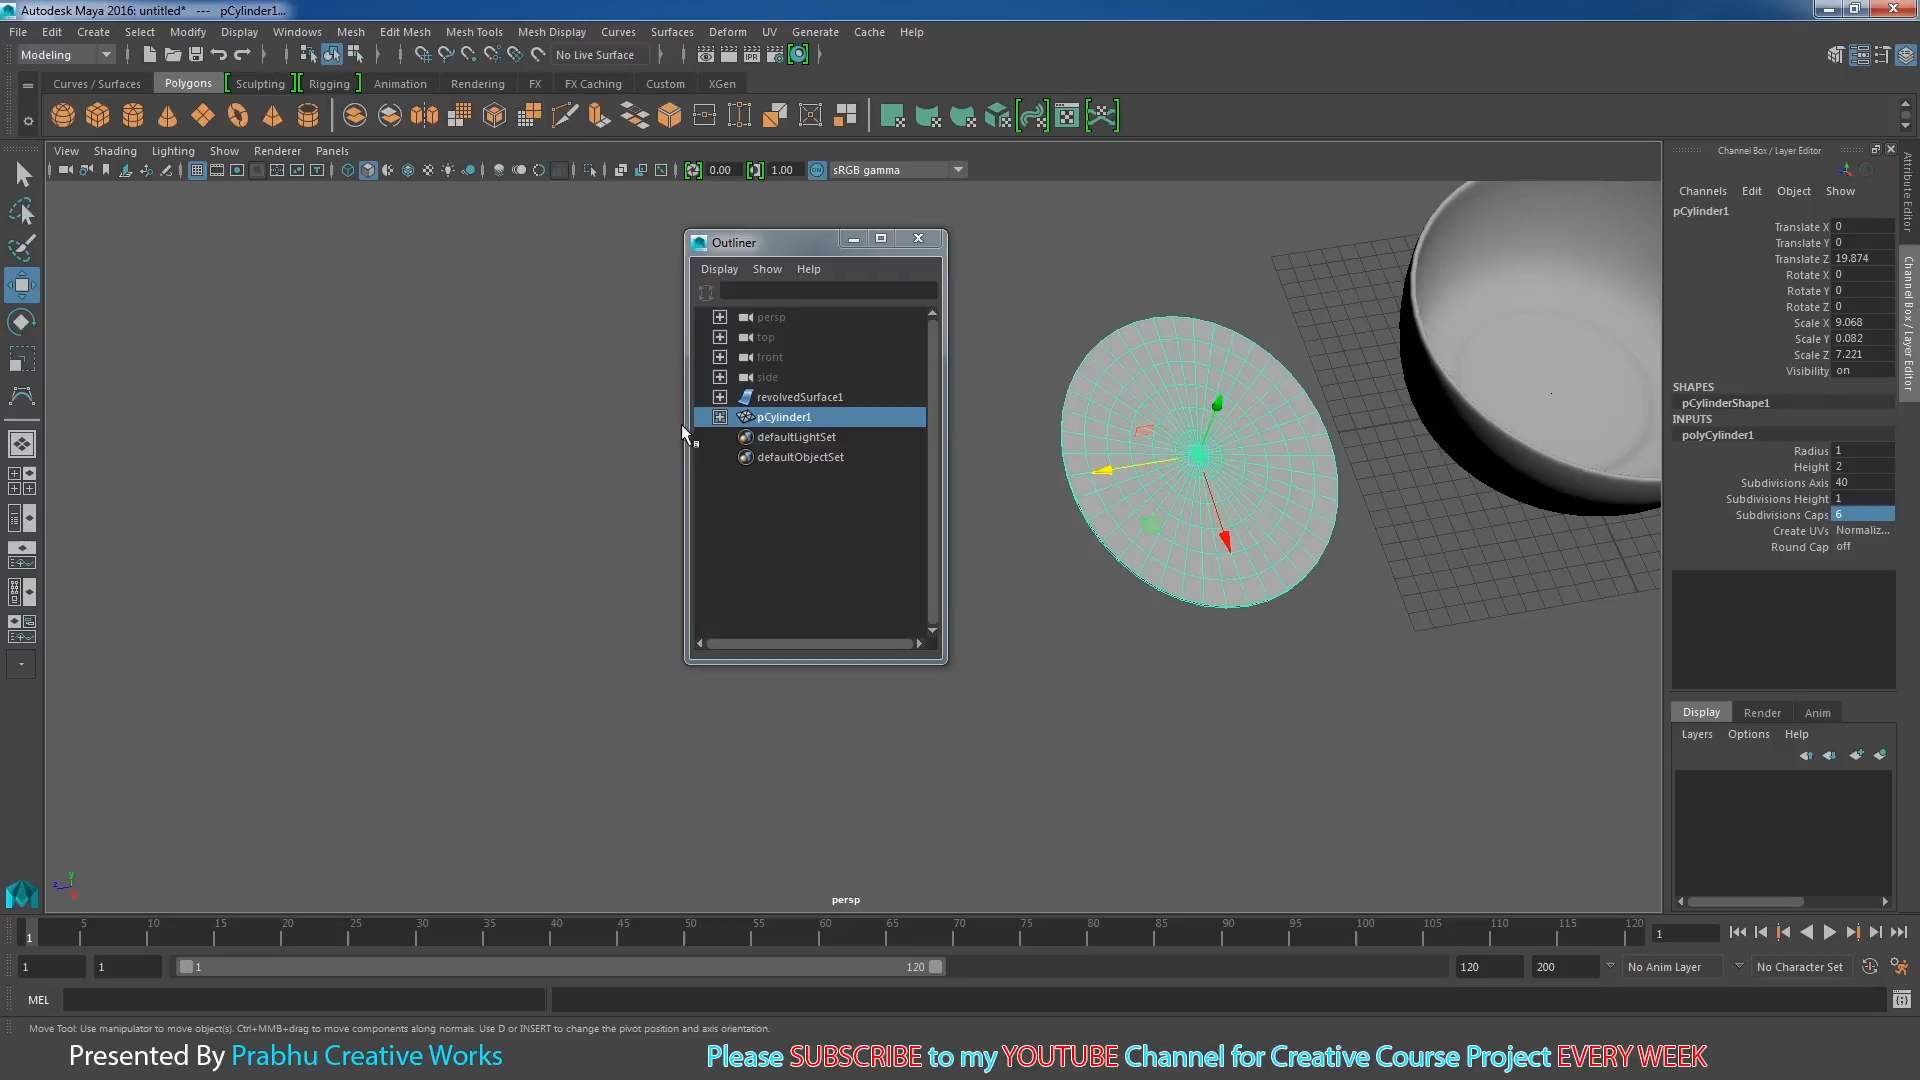 Autodesk Maya 2016: untitled*   ---   pCylinder1...
File Edit Create Select Modify Display Windows Mesh Edit Mesh Mesh Tools Mesh Display Curves Surfaces Deform UV Generate Cache Help
Modeling No Live Surface
Curves / Surfaces Polygons Sculpting Rigging Animation Rendering FX FX Caching Custom XGen
View Shading Lighting Show Renderer Panels
0.00 1.00 sRGB gamma
Outliner
Display Show Help
persp
top
front
side
revolvedSurface1
pCylinder1
defaultLightSet
defaultObjectSet
persp
Channel Box / Layer Editor
Channels Edit Object Show
pCylinder1
Translate X 0
Translate Y 0
Translate Z 19.874
Rotate X 0
Rotate Y 0
Rotate Z 0
Scale X 9.068
Scale Y 0.082
Scale Z 7.221
Visibility on
SHAPES
pCylinderShape1
INPUTS
polyCylinder1
Radius 1
Height 2
Subdivisions Axis 40
Subdivisions Height 1
Subdivisions Caps 6
Create UVs Normaliz...
Round Cap off
Attribute Editor
Channel Box / Layer Editor
Display Render Anim
Layers Options Help
5 10 15 20 25 30 35 40 45 50 55 60 65 70 75 80 85 90 95 100 105 110 115 120
1 1
1 1 1 120 120 200 No Anim Layer No Character Set
MEL
Move Tool: Use manipulator to move object(s). Ctrl+MMB+drag to move components along normals. Use D or INSERT to change the pivot position and axis orientation.
Presented By Prabhu Creative Works
Please SUBSCRIBE to my YOUTUBE Channel for Creative Course Project EVERY WEEK